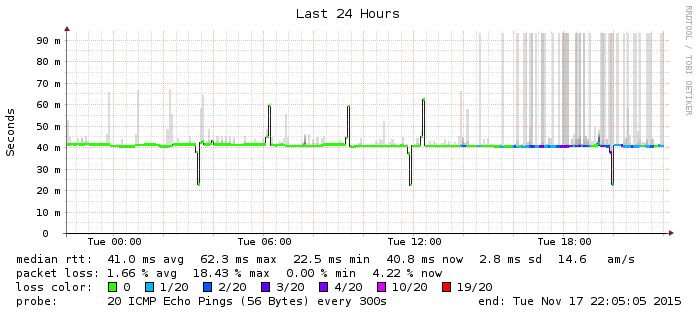 Last 24 Hours
RRDTOOL / TOBI OETIKER
Seconds
90 m
80 m
70 m
60 m
50 m
40 m
30 m
20 m
10 m
0
Tue 00:00 Tue 06:00 Tue 12:00 Tue 18:00
median rtt: 41.0 ms avg 62.3 ms max 22.5 ms min 40.8 ms now 2.8 ms sd 14.6 am/s
packet loss: 1.66 % avg 18.43 % max 0.00 % min 4.22 % now
loss color: 0 1/20 2/20 3/20 4/20 10/20 19/20
probe: 20 ICMP Echo Pings (56 Bytes) every 300s end: Tue Nov 17 22:05:05 2015